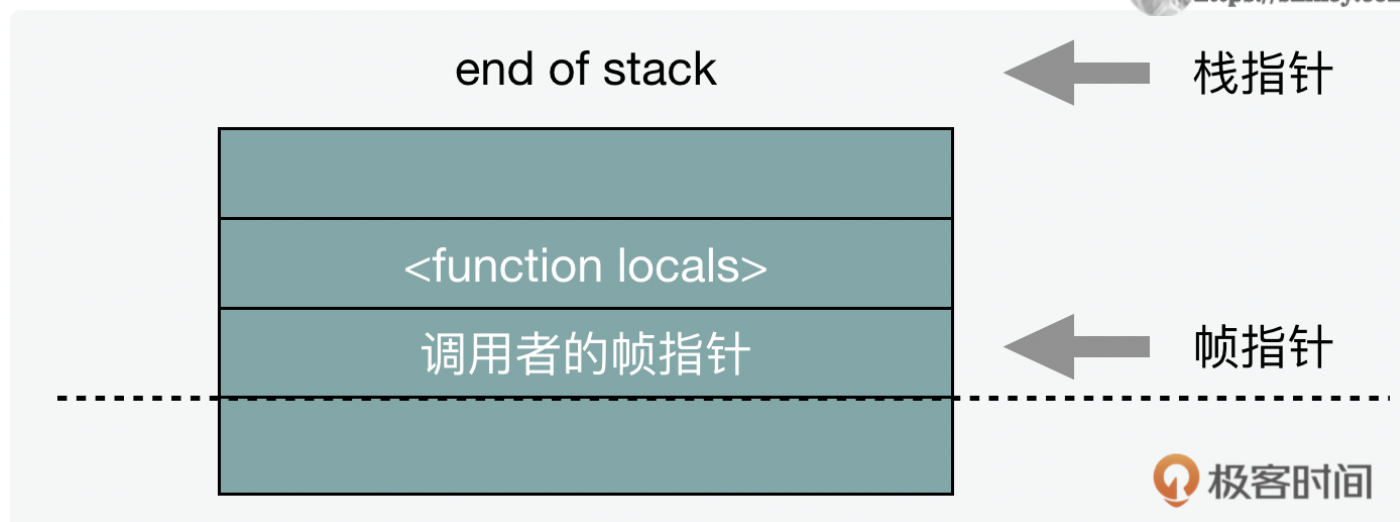 end of stack
栈指针
<function locals>
调用者的帧指针
帧指针
极客时间